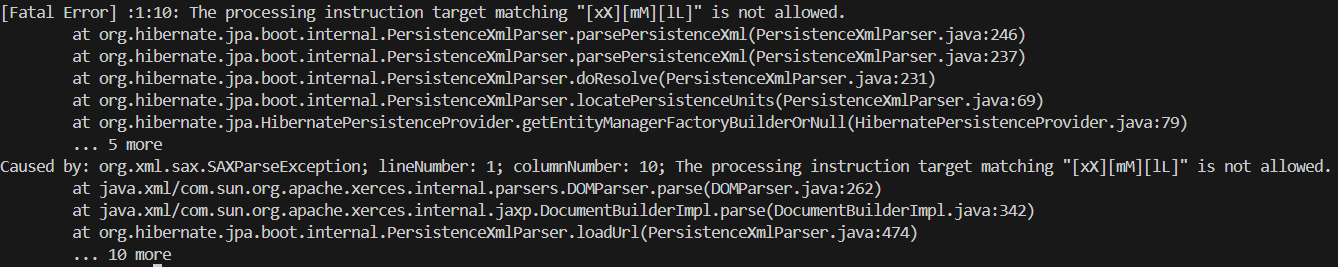 [Fatal Error] :1:10: The processing instruction target matching "[xX][mM][lL]" is not allowed.
at org.hibernate.jpa.boot.internal.PersistenceXmlParser.parsePersistenceXml(PersistenceXmlParser.java:246)
at org.hibernate.jpa.boot.internal.PersistenceXmlParser.parsePersistenceXml(PersistenceXmlParser.java:237)
at org.hibernate.jpa.boot.internal.PersistenceXmlParser.doResolve(PersistenceXmlParser.java:231)
at org.hibernate.jpa.boot.internal.PersistenceXmlParser.locatePersistenceUnits(PersistenceXmlParser.java:69)
at org.hibernate.jpa.HibernatePersistenceProvider.getEntityManagerFactoryBuilderOrNull(HibernatePersistenceProvider.java:79)
... 5 more
Caused by: org.xml.sax.SAXParseException; lineNumber: 1; columnNumber: 10; The processing instruction target matching "[xX][mM][lL]" is not allowed.
at java.xml/com.sun.org.apache.xerces.internal.parsers.DOMParser.parse(DOMParser.java:262)
at java.xml/com.sun.org.apache.xerces.internal.jaxp.DocumentBuilderImpl.parse(DocumentBuilderImpl.java:342)
at org.hibernate.jpa.boot.internal.PersistenceXmlParser.loadUrl(PersistenceXmlParser.java:474)
... 10 more